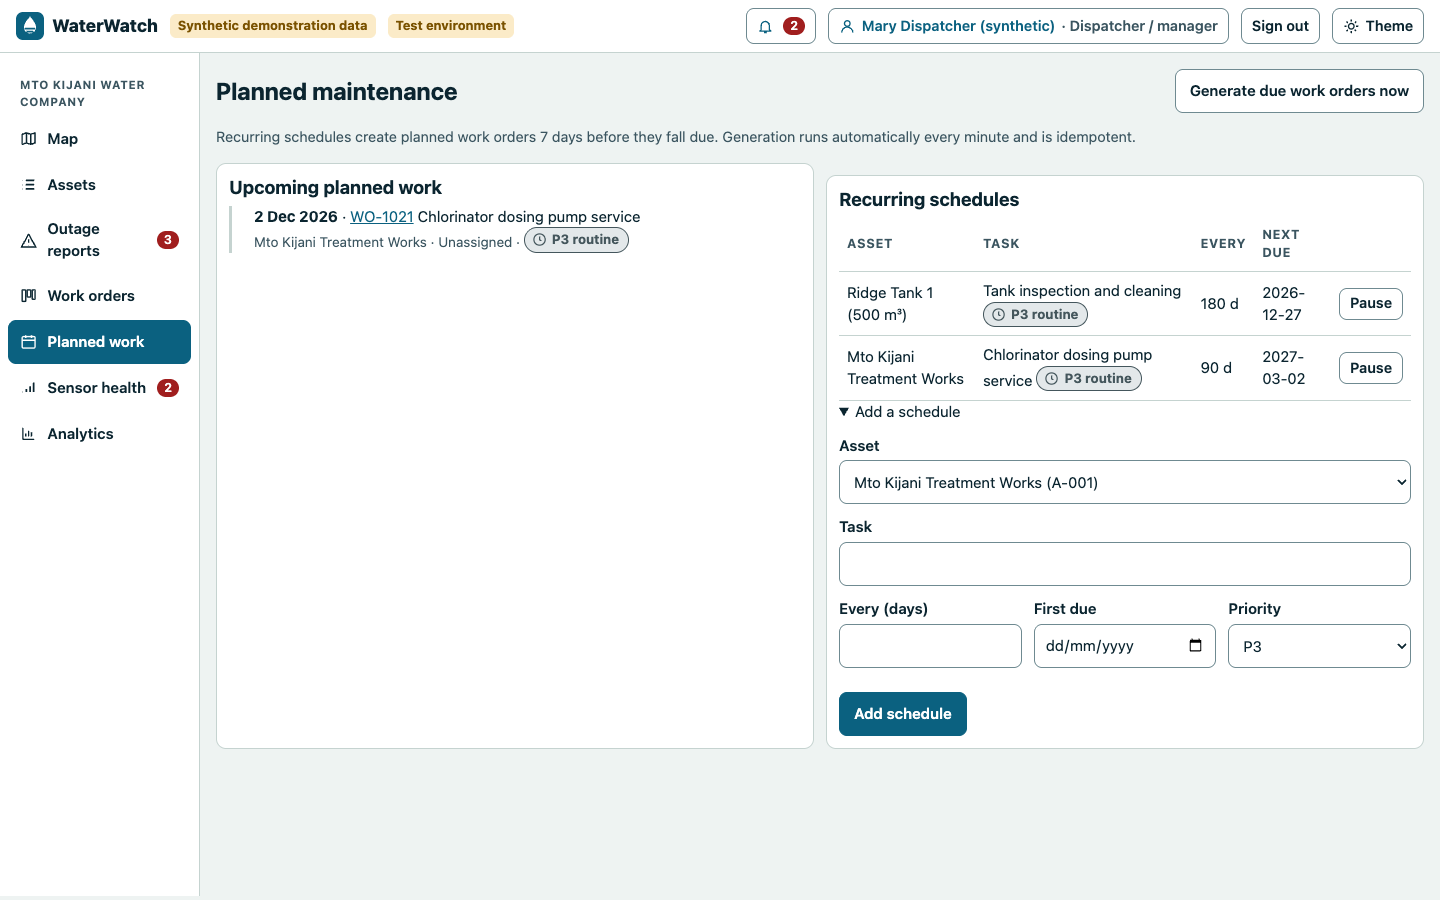 WaterWatch
Synthetic demonstration data
Test environment
2
Mary Dispatcher (synthetic) · Dispatcher / manager
Sign out
Theme
MTO KIJANI WATER
COMPANY
Map
Assets
Outage
reports
3
Work orders
Planned work
Sensor health
2
Analytics
Planned maintenance
Generate due work orders now
Recurring schedules create planned work orders 7 days before they fall due. Generation runs automatically every minute and is idempotent.
Upcoming planned work
2 Dec 2026 · WO-1021 Chlorinator dosing pump service
Mto Kijani Treatment Works · Unassigned · P3 routine
Recurring schedules
ASSET
TASK
EVERY
NEXT
DUE
Ridge Tank 1
(500 m³)
Tank inspection and cleaning
P3 routine
180 d
2026-
12-27
Pause
Mto Kijani
Treatment Works
Chlorinator dosing pump
service P3 routine
90 d
2027-
03-02
Pause
▼ Add a schedule
Asset
Mto Kijani Treatment Works (A-001)
Task
Every (days)
First due
Priority
dd/mm/yyyy
P3
Add schedule